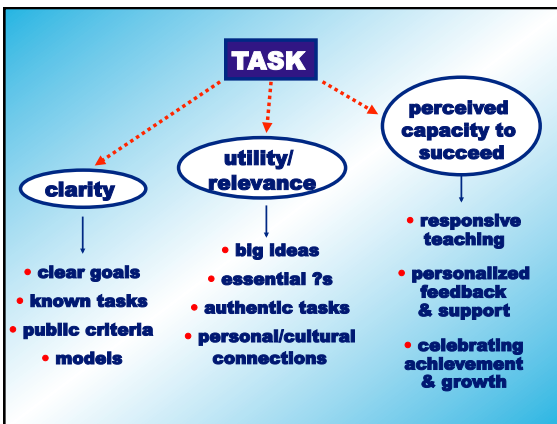 TASK
clarity
• clear goals
• known tasks
• public criteria
• models
utility/
relevance
• big ideas
• essential ?s
• authentic tasks
• personal/cultural
connections
perceived
capacity to
succeed
• responsive
teaching
• personalized
feedback
& support
• celebrating
achievement
& growth